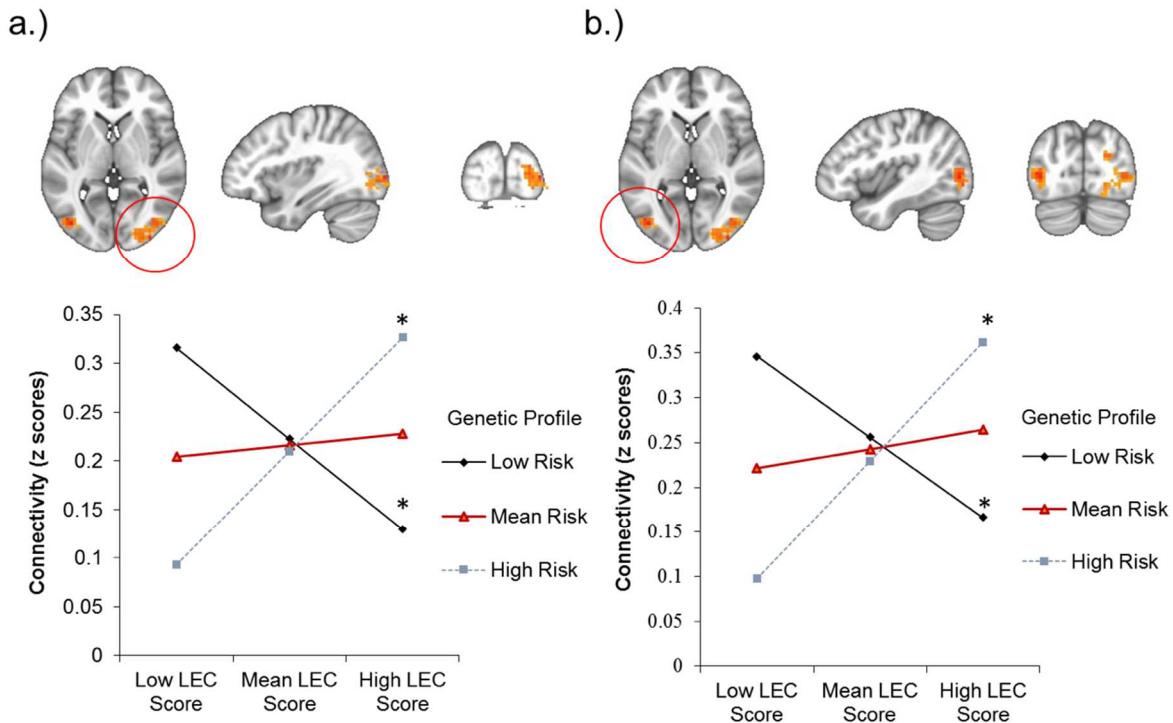 a.)
b.)
0.35
0.3
0.25
0.2
0.15
0.1
0.05
0
Connectivity (z scores)
*
*
Low LEC Score
Mean LEC Score
High LEC Score
Genetic Profile
Low Risk
Mean Risk
High Risk
0.4
0.35
0.3
0.25
0.2
0.15
0.1
0.05
0
Connectivity (z scores)
*
*
Low LEC Score
Mean LEC Score
High LEC Score
Genetic Profile
Low Risk
Mean Risk
High Risk